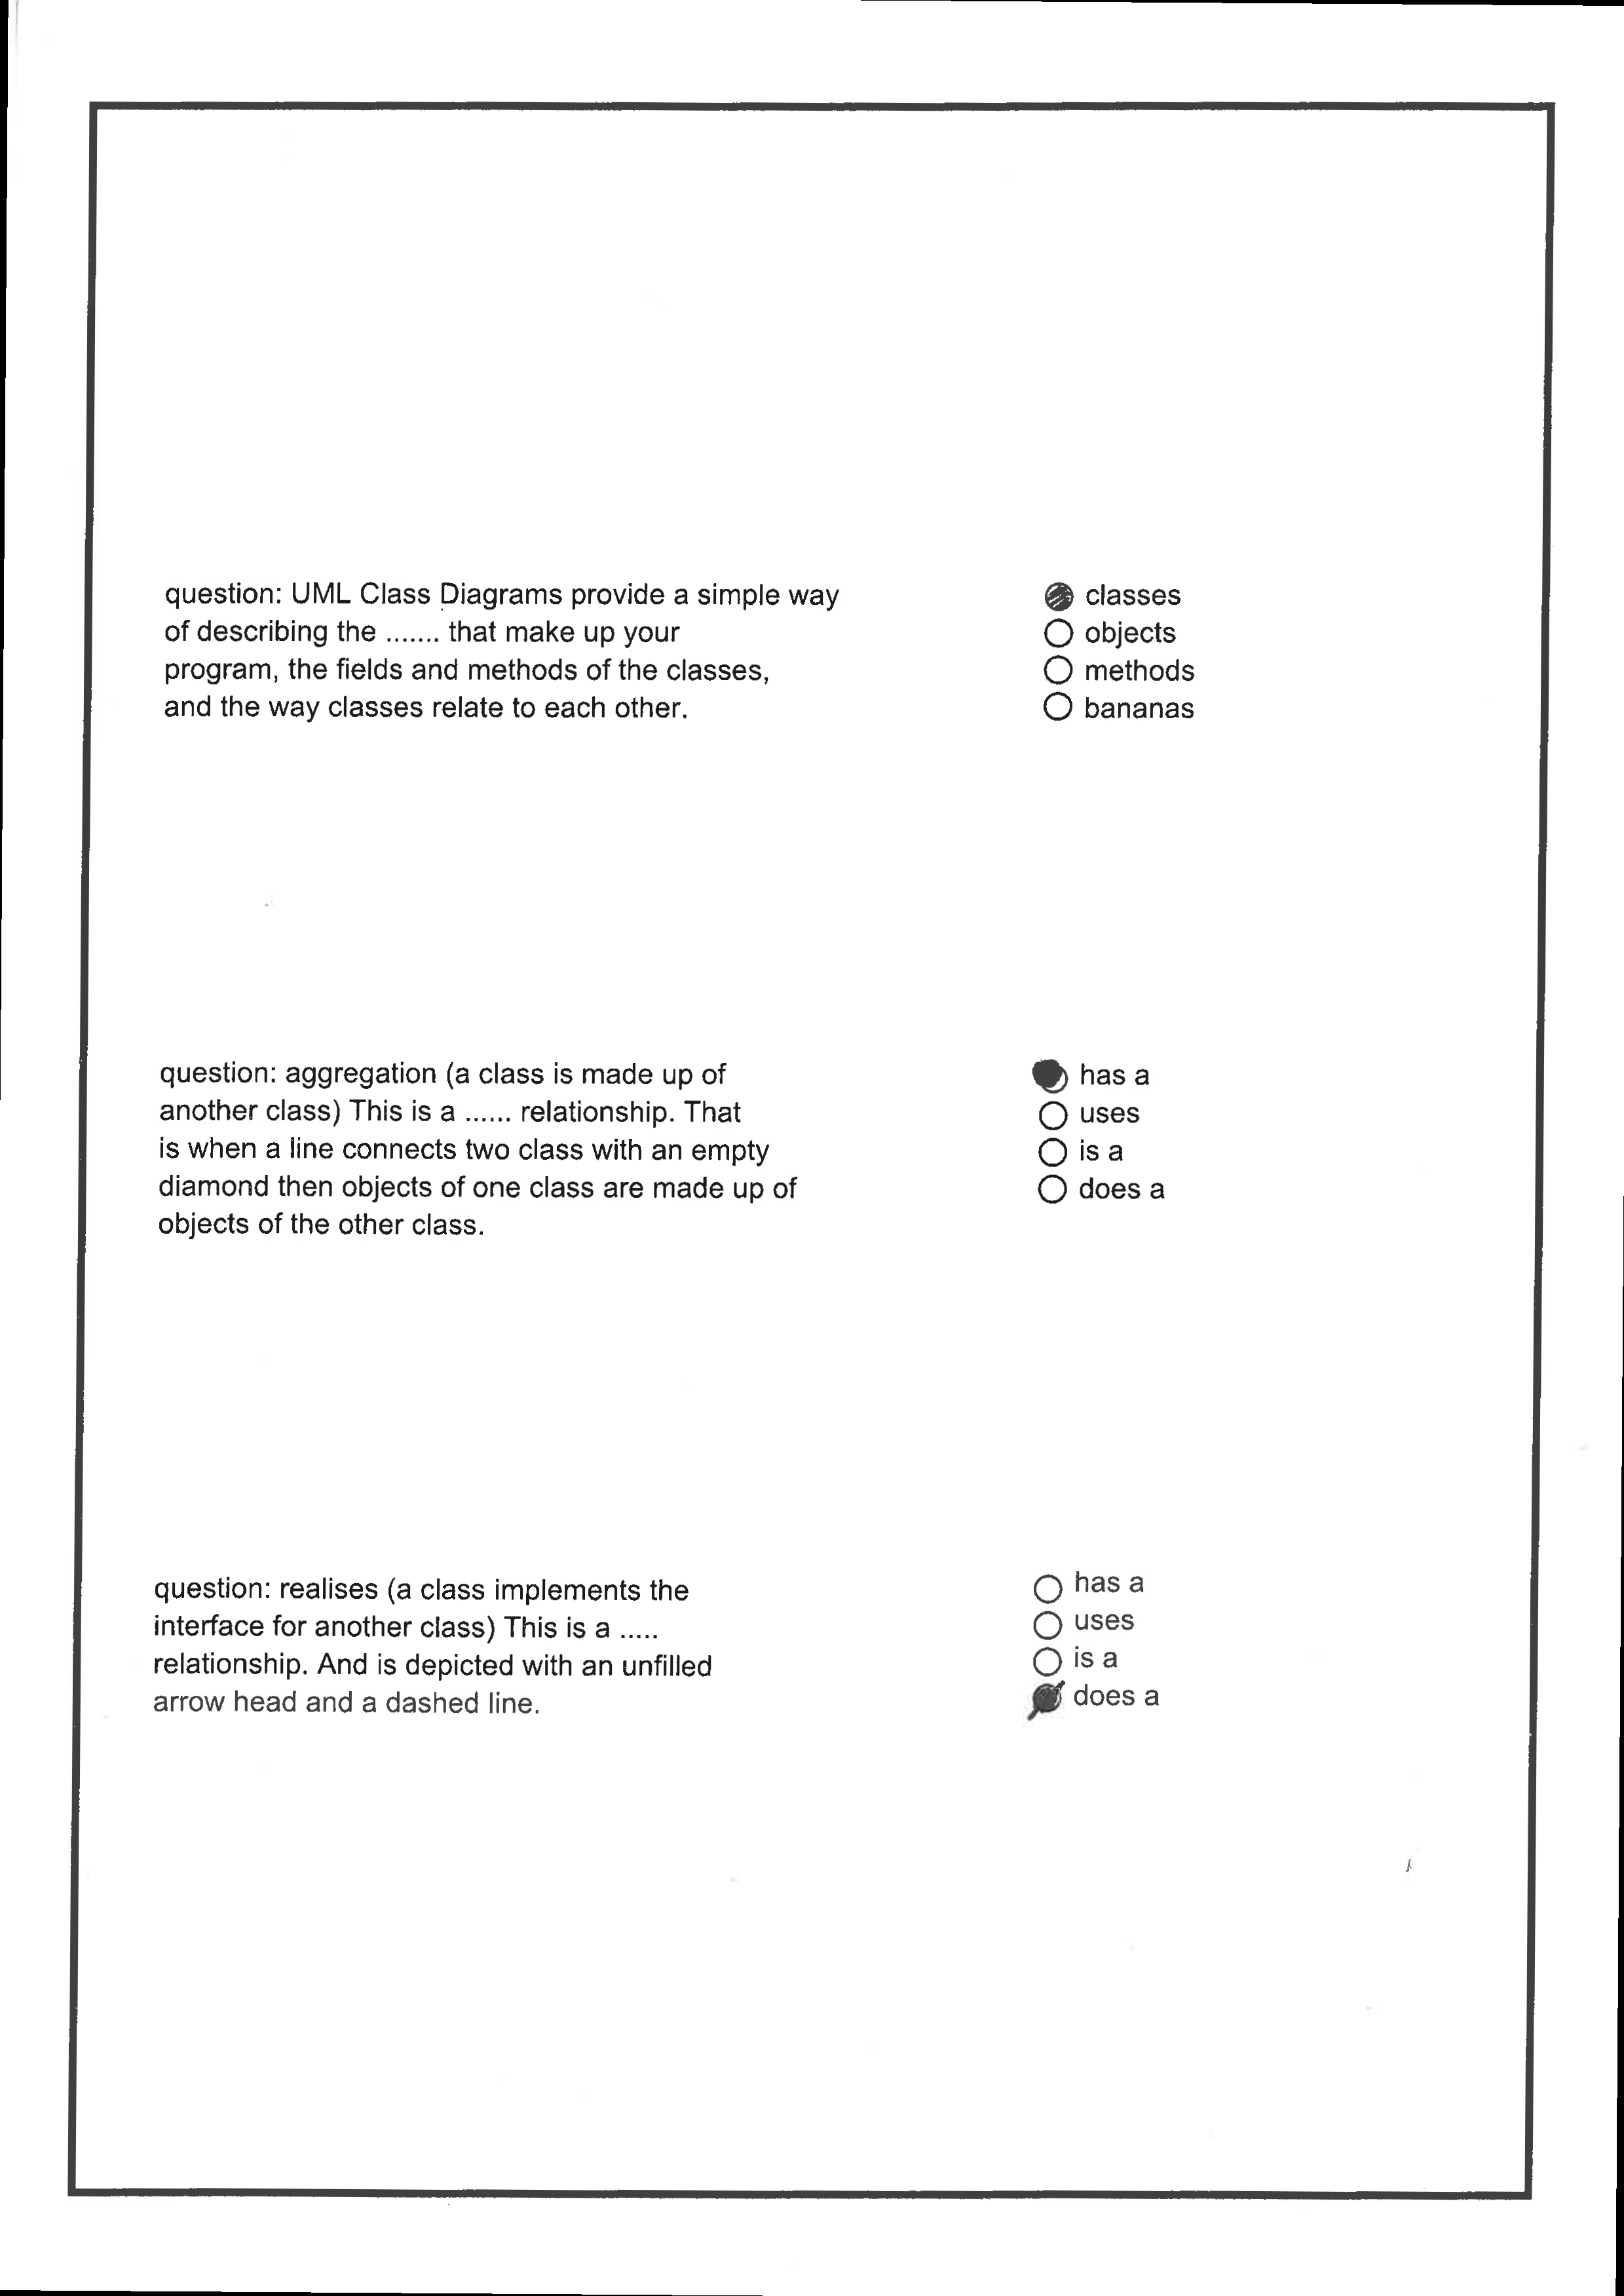 question: UML Class Diagrams provide a simple way
of describing the ....... that make up your
program, the fields and methods of the classes,
and the way classes relate to each other.
classes
objects
methods
bananas
question: aggregation (a class is made up of
another class) This is a ...... relationship. That
is when a line connects two class with an empty
diamond then objects of one class are made up of
objects of the other class.
has a
uses
is a
does a
question: realises (a class implements the
interface for another class) This is a .....
relationship. And is depicted with an unfilled
arrow head and a dashed line.
has a
uses
is a
does a